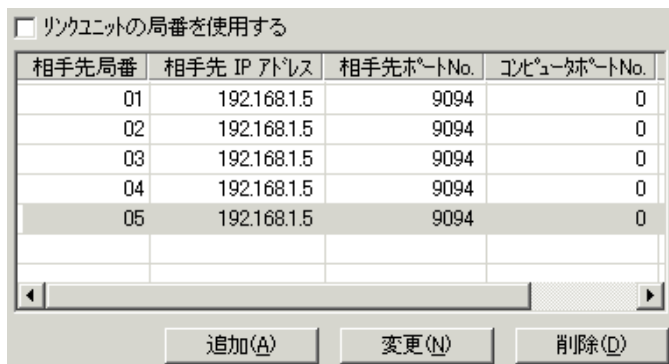 リンクユニットの局番を使用する
相手先局番 相手先 IP アドレス 相手先ポートNo. コンピュータポートNo.
01 192.168.1.5 9094 0
02 192.168.1.5 9094 0
03 192.168.1.5 9094 0
04 192.168.1.5 9094 0
05 192.168.1.5 9094 0
追加(A) 変更(N) 削除(D)